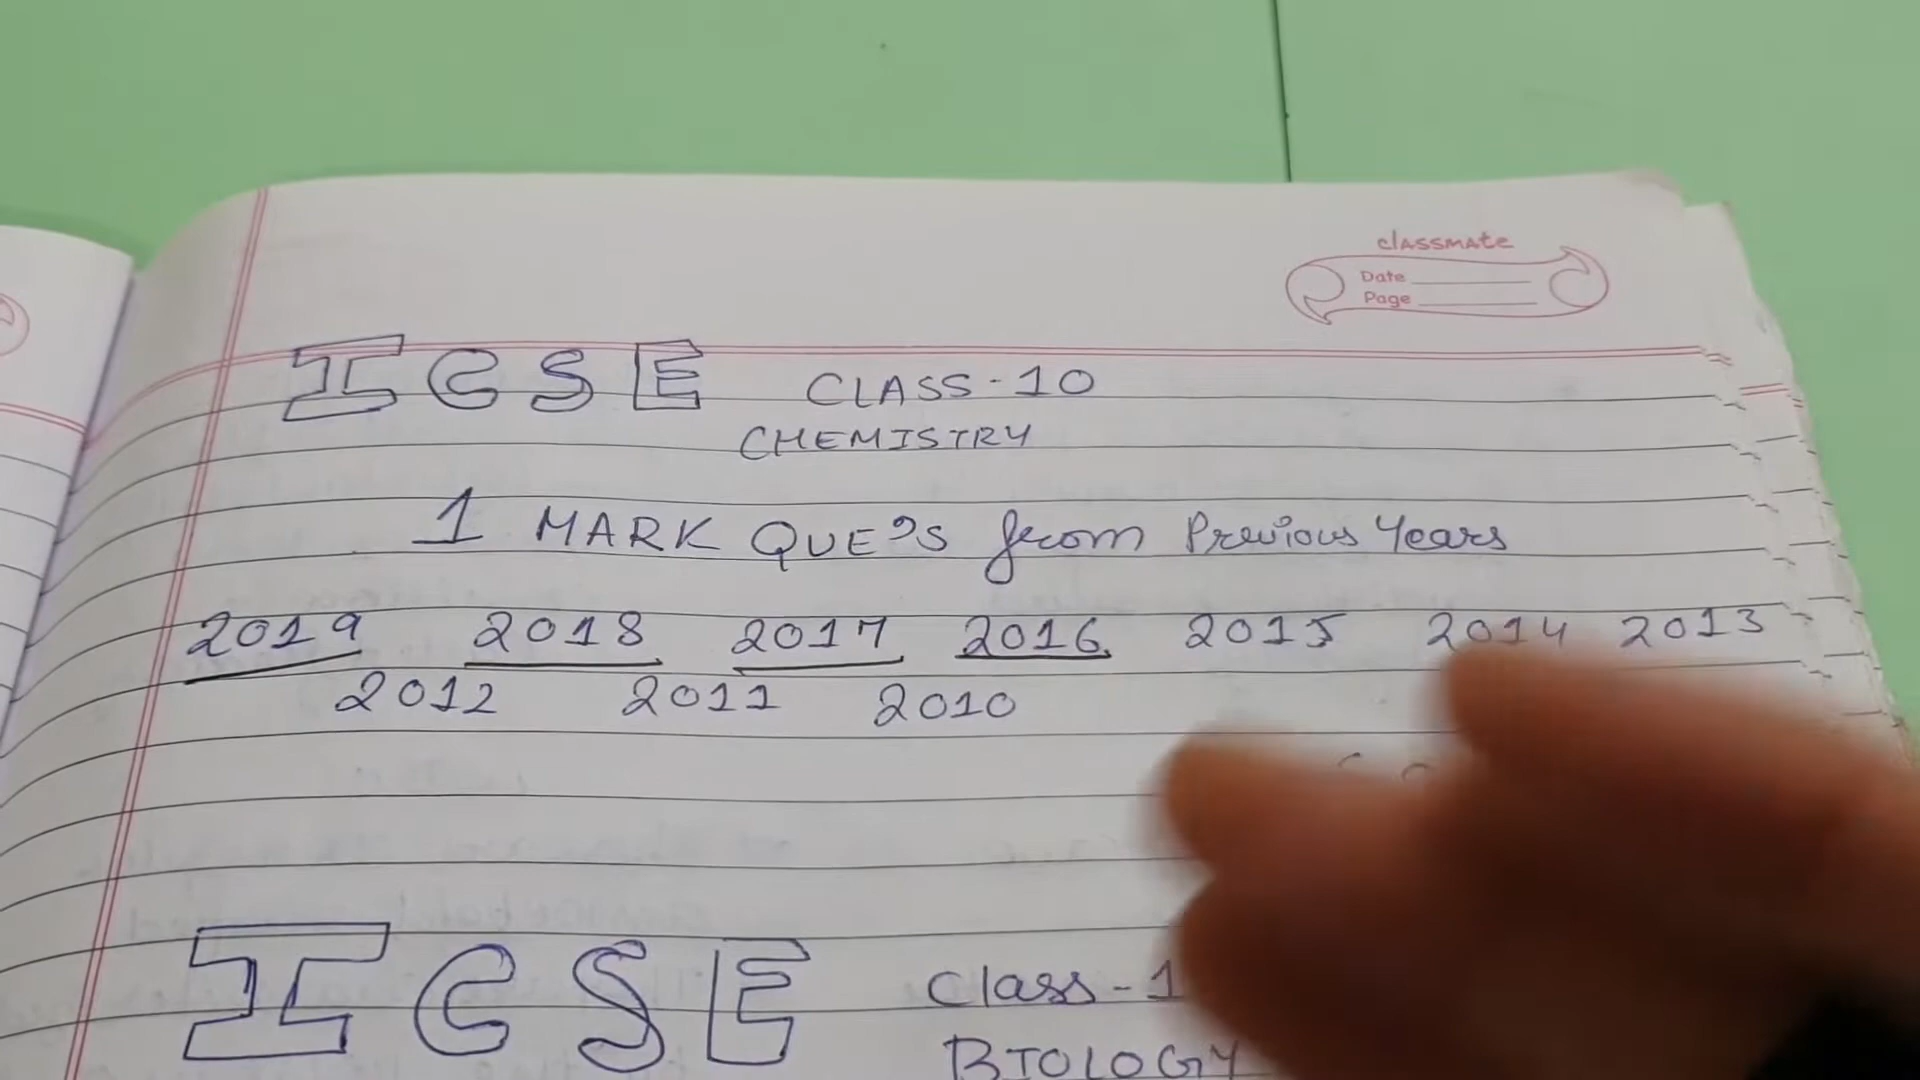 classmate
Date
Page
ICSE CLASS-10
CHEMISTRY
1 MARK QUE'S from Previous Years
2019 2018 2017 2016 2015 2014 2013
2012 2011 2010
ICSE Class - 1
BIOLOGY